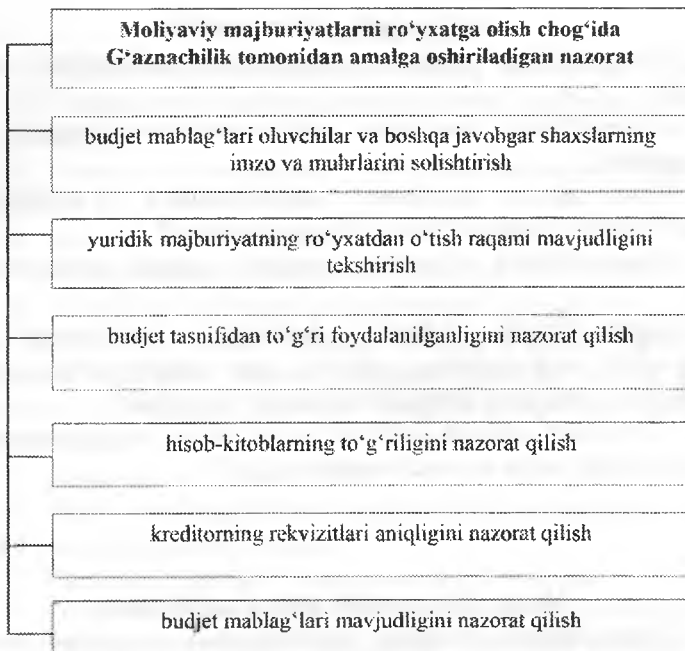 Moliyaviy majburiyatlarni ro‘yxatga olish chog‘ida
G‘aznachilik tomonidan amalga oshiriladigan nazorat
budjet mablag‘lari oluvchilar va boshqa javobgar shaxslarning
imzo va muhrlarini solishtirish
yuridik majburiyatning ro‘yxatdan o‘tish raqami mavjudligini
tekshirish
budjet tasnifidan to‘g‘ri foydalanilganligini nazorat qilish
hisob-kitoblarning to‘g‘riligini nazorat qilish
kreditorning rekvizitlari aniqligini nazorat qilish
budjet mablag‘lari mavjudligini nazorat qilish